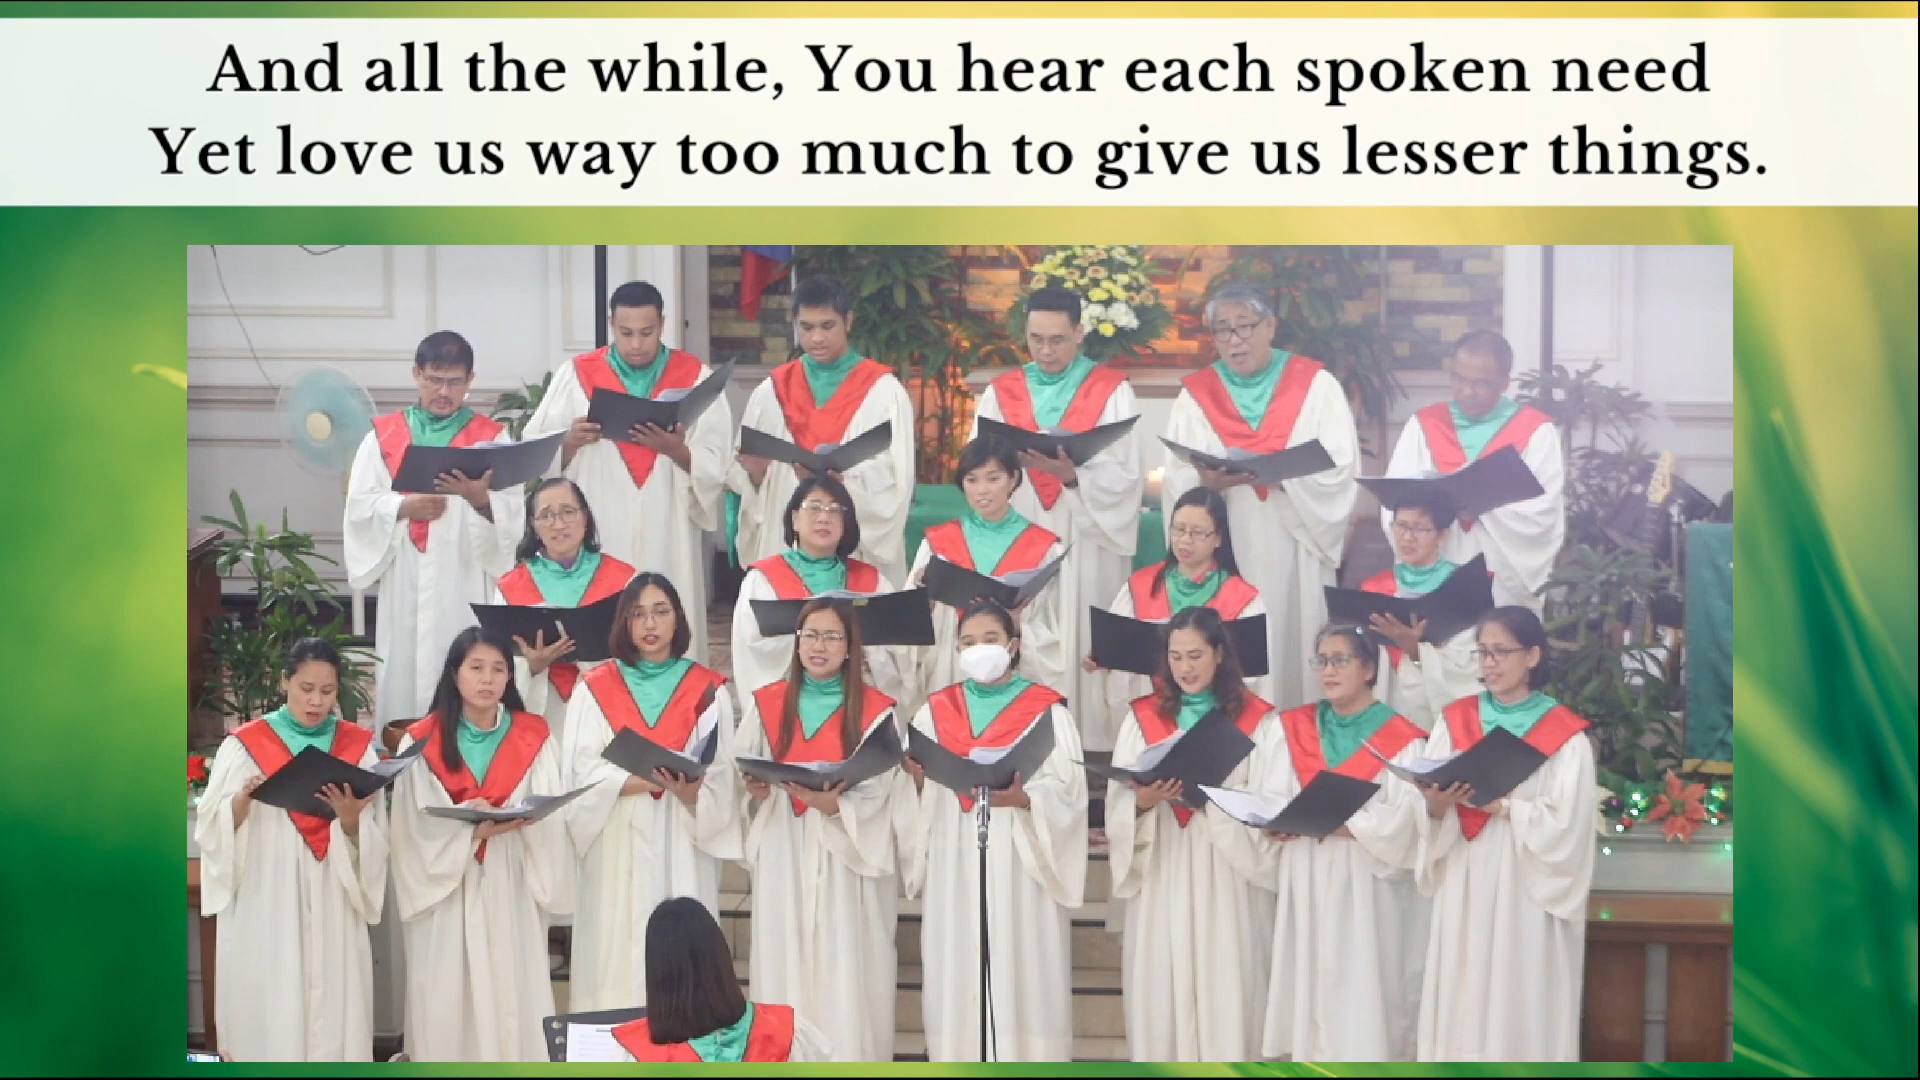 And all the while, You hear each spoken need
Yet love us way too much to give us lesser things.